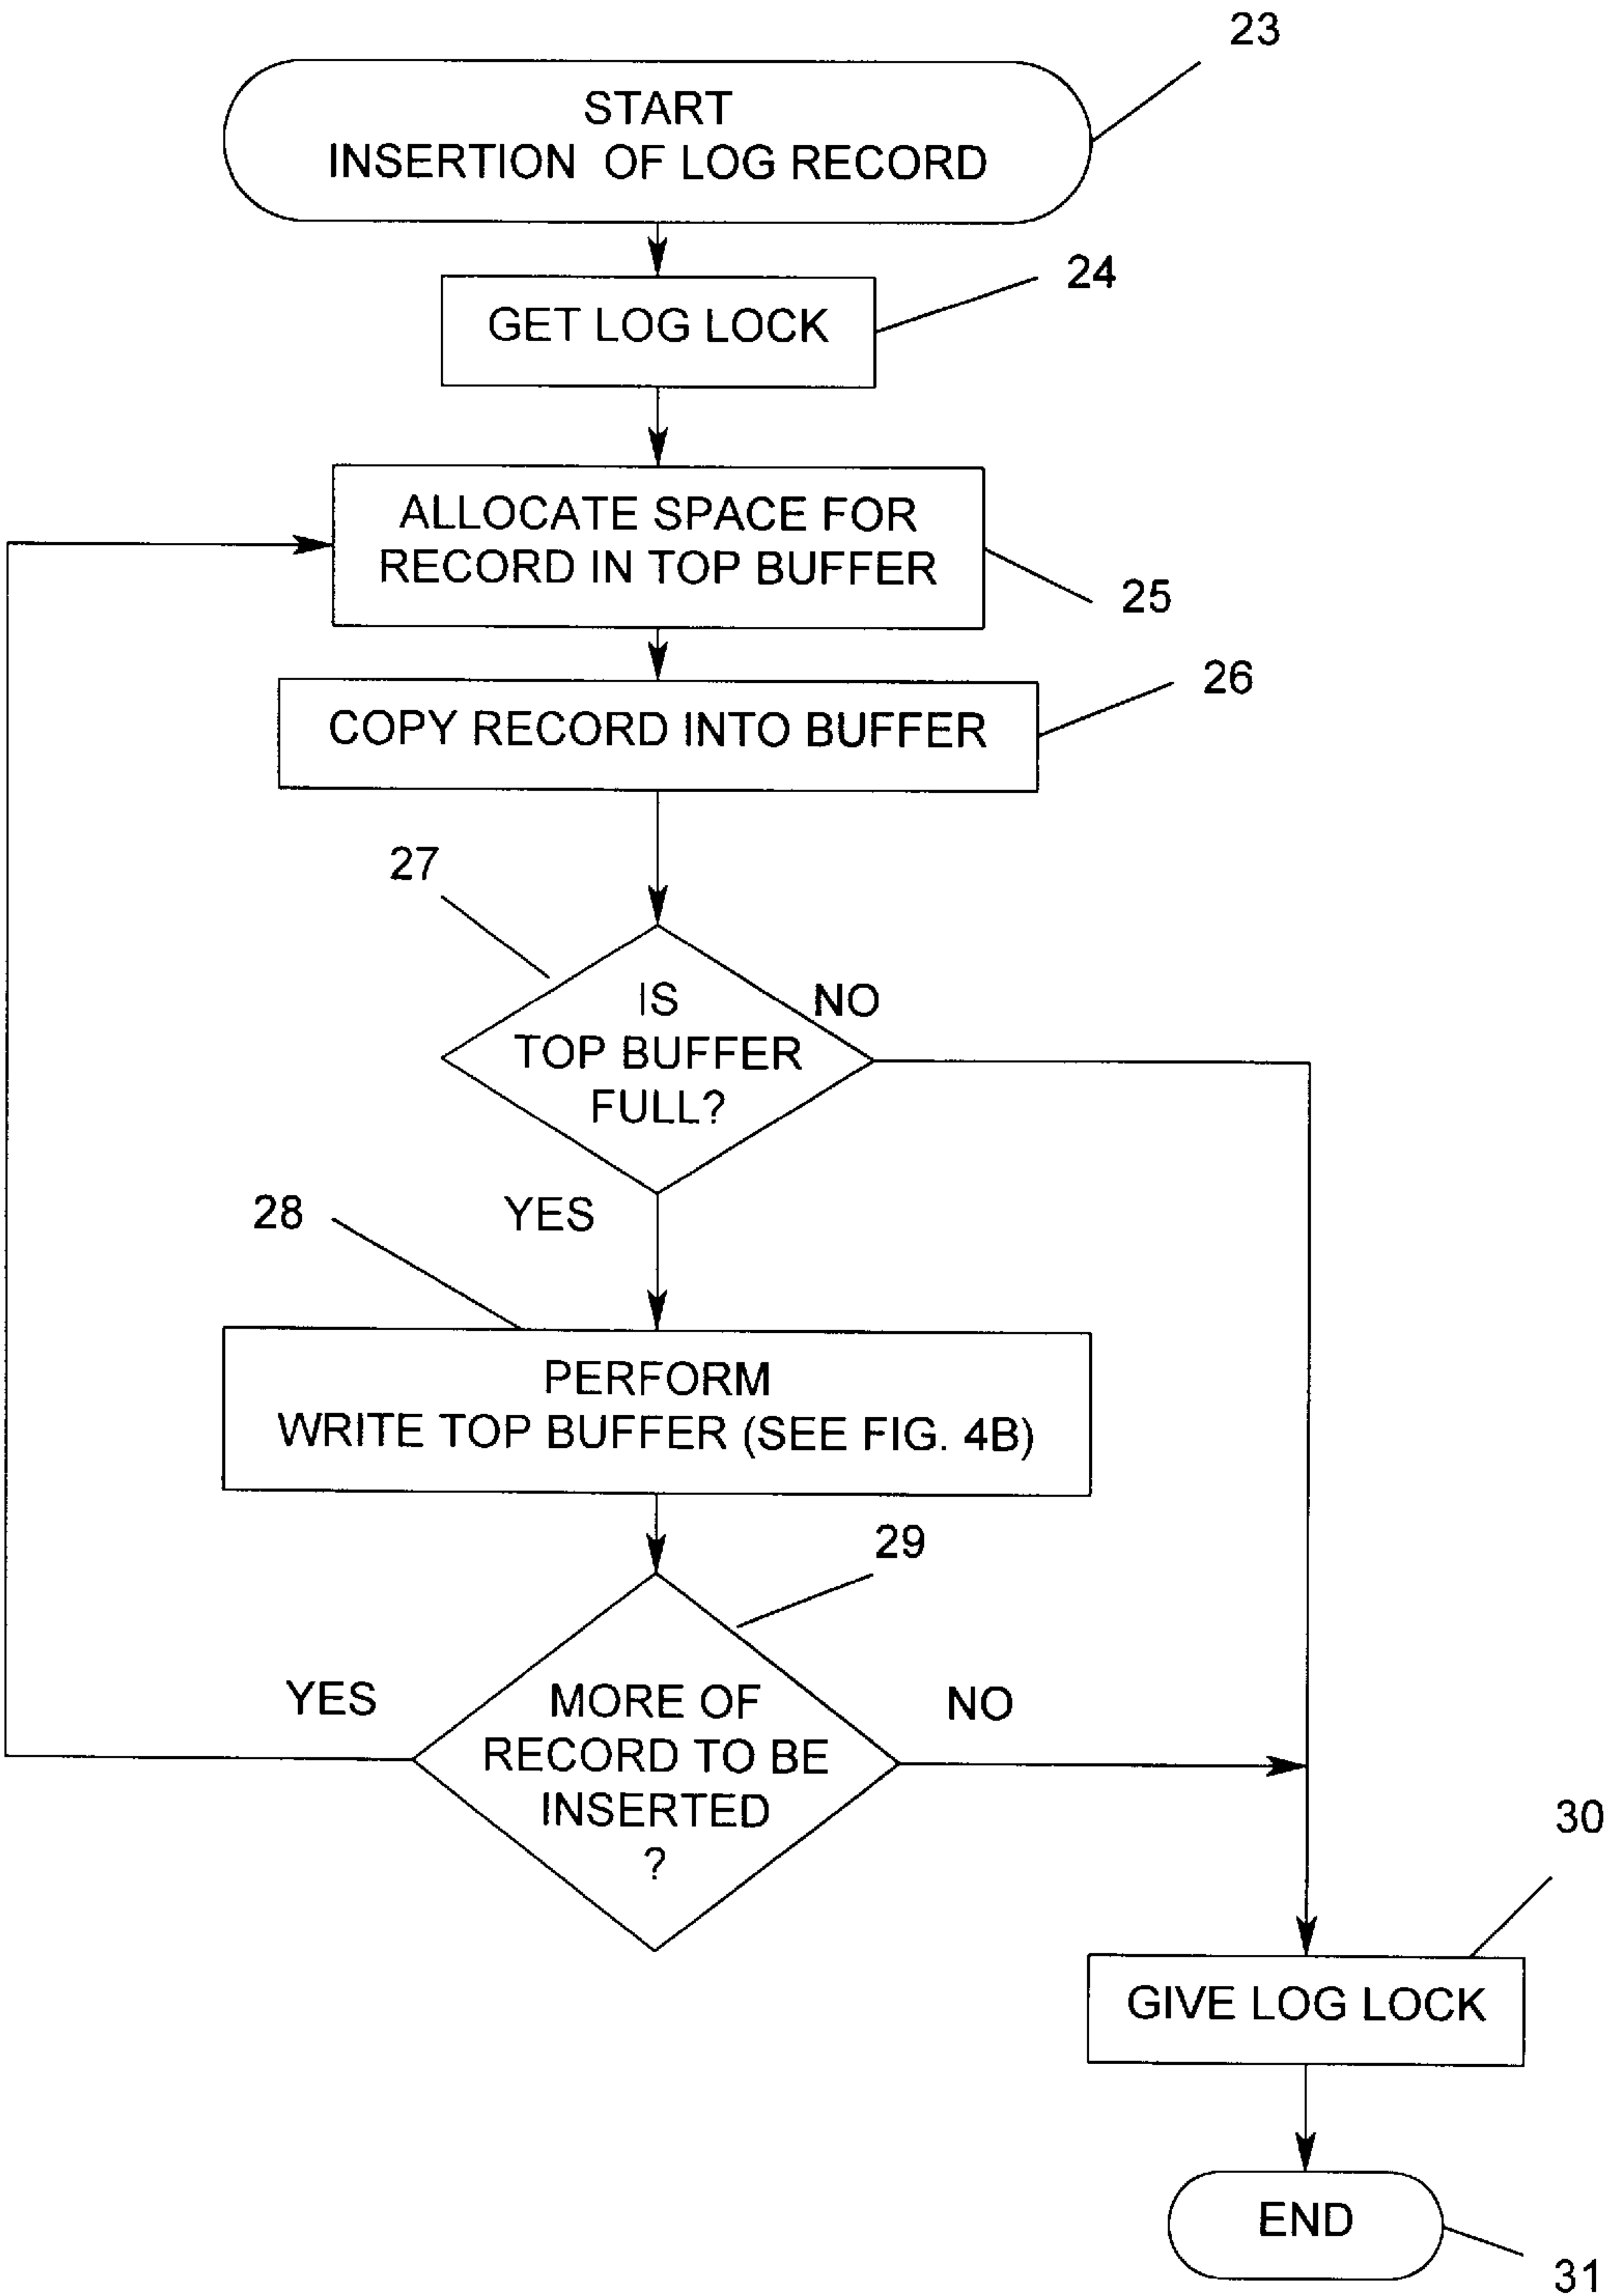 23
START
INSERTION OF LOG RECORD
24
GET LOG LOCK
ALLOCATE SPACE FOR
RECORD IN TOP BUFFER
25
26
COPY RECORD INTO BUFFER
27
IS
TOP BUFFER
FULL?
NO
YES
28
PERFORM
WRITE TOP BUFFER (SEE FIG. 4B)
29
YES
MORE OF
RECORD TO BE
INSERTED
?
NO
30
GIVE LOG LOCK
END
31